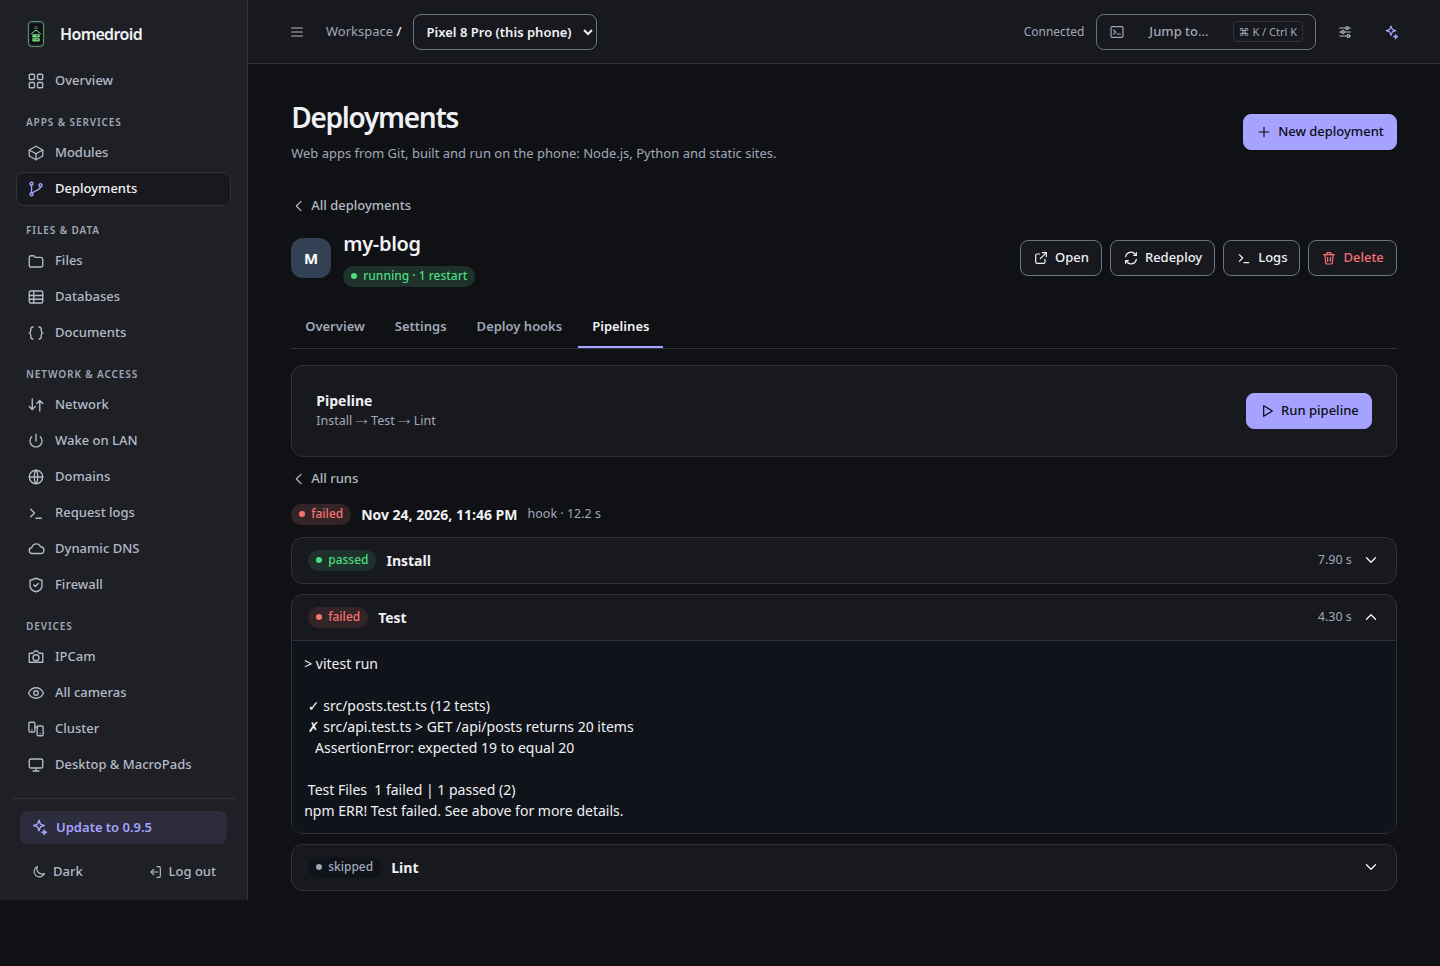 Homedroid
Overview
APPS & SERVICES
Modules
Deployments
FILES & DATA
Files
Databases
Documents
NETWORK & ACCESS
Network
Wake on LAN
Domains
Request logs
Dynamic DNS
Firewall
DEVICES
IPCam
All cameras
Cluster
Desktop & MacroPads
Update to 0.9.5
Dark
Log out
Workspace / Pixel 8 Pro (this phone)
Connected
Jump to... ⌘ K / Ctrl K
Deployments
Web apps from Git, built and run on the phone: Node.js, Python and static sites.
New deployment
All deployments
M
my-blog
running · 1 restart
Open
Redeploy
Logs
Delete
Overview
Settings
Deploy hooks
Pipelines
Pipeline
Install → Test → Lint
Run pipeline
All runs
failed Nov 24, 2026, 11:46 PM hook · 12.2 s
passed Install 7.90 s
failed Test 4.30 s
> vitest run
✓ src/posts.test.ts (12 tests)
✗ src/api.test.ts > GET /api/posts returns 20 items
AssertionError: expected 19 to equal 20
Test Files 1 failed | 1 passed (2)
npm ERR! Test failed. See above for more details.
skipped Lint